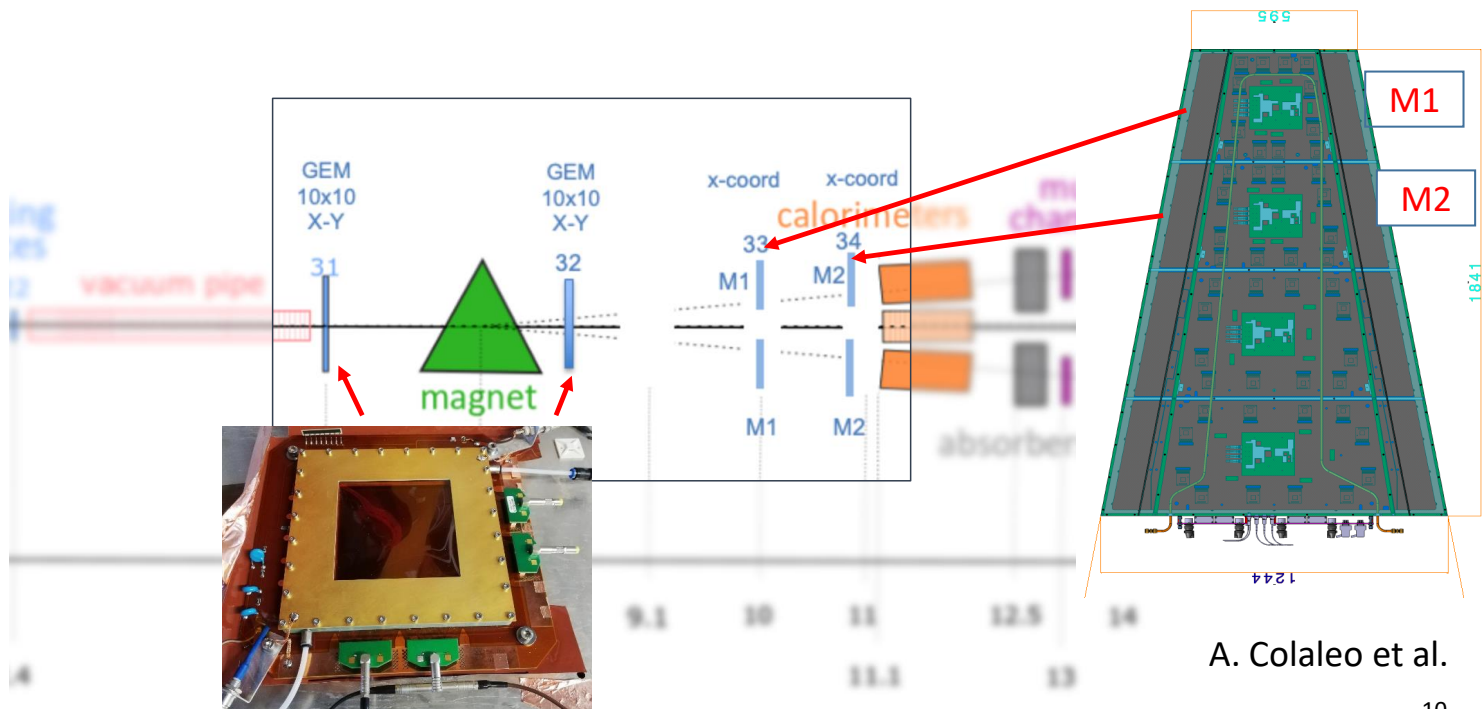 595
M1
M2
1841
1244
GEM
10x10
X-Y
31
GEM
10x10
X-Y
32
x-coord
x-coord
33
34
M1
M2
M1
M2
calorimeters
vacuum pipe
magnet
absorber
9.1
10
11
12.5
14
11.1
13
.4
A. Colaleo et al.
10